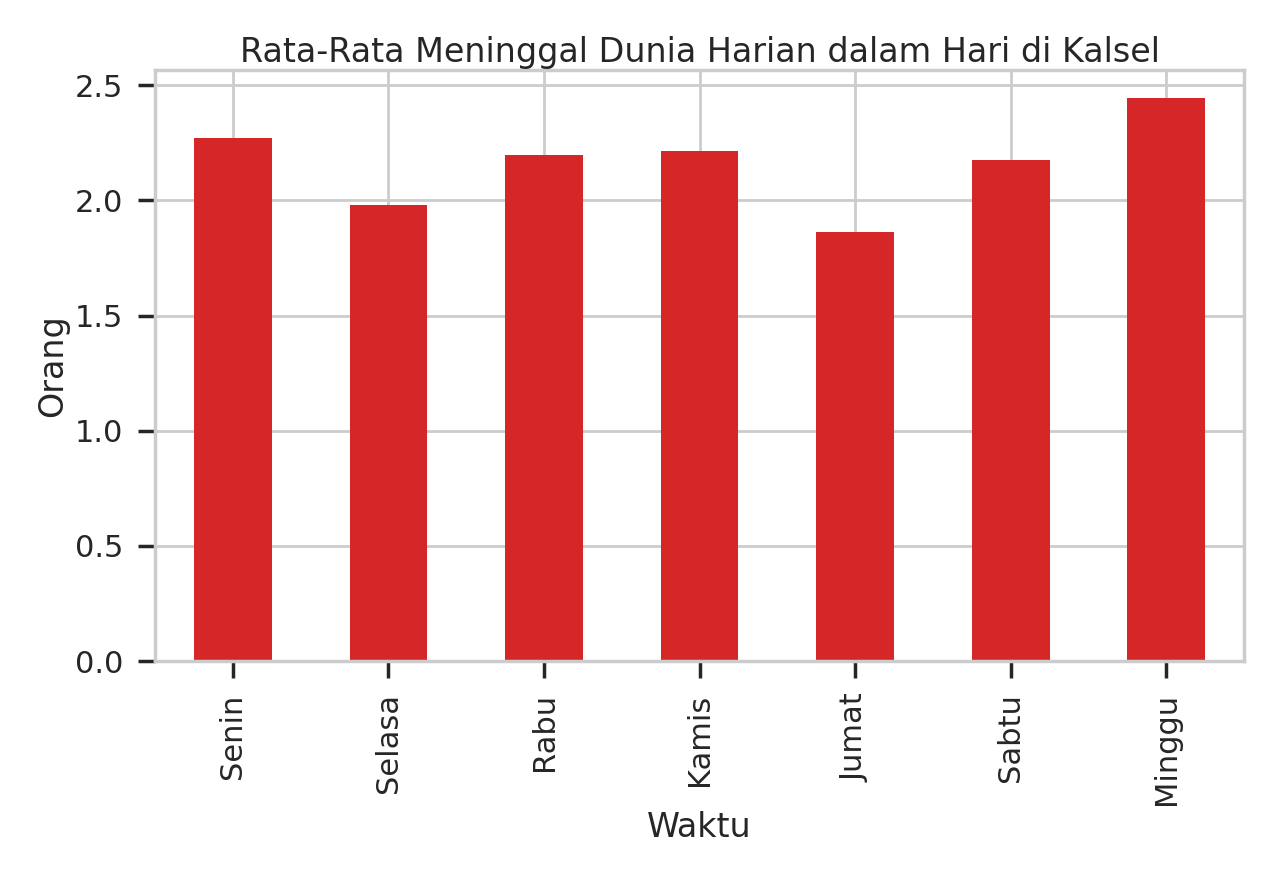 Rata-Rata Meninggal Dunia Harian dalam Hari di Kalsel
2.5
2.0
1.5
1.0
0.5
0.0
Orang
Senin
Selasa
Rabu
Kamis
Jumat
Sabtu
Minggu
Waktu